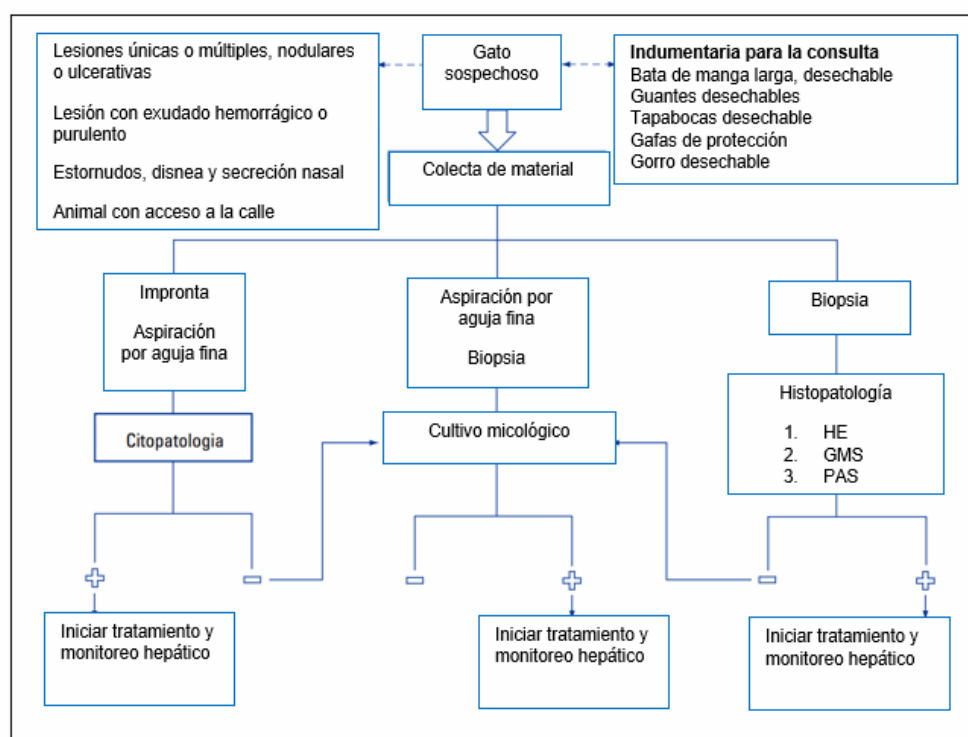 Lesiones únicas o múltiples, nodulares
o ulcerativas
Lesión con exudado hemorrágico o
purulento
Estornudos, disnea y secreción nasal
Animal con acceso a la calle
Gato
sospechoso
Indumentaria para la consulta
Bata de manga larga, desechable
Guantes desechables
Tapabocas desechable
Gafas de protección
Gorro desechable
Colecta de material
Impronta
Aspiración
por aguja fina
Aspiración por
aguja fina
Biopsia
Biopsia
Citopatologia
Cultivo micológico
Histopatología
1. HE
2. GMS
3. PAS
Iniciar tratamiento y
monitoreo hepático
Iniciar tratamiento y
monitoreo hepático
Iniciar tratamiento y
monitoreo hepático